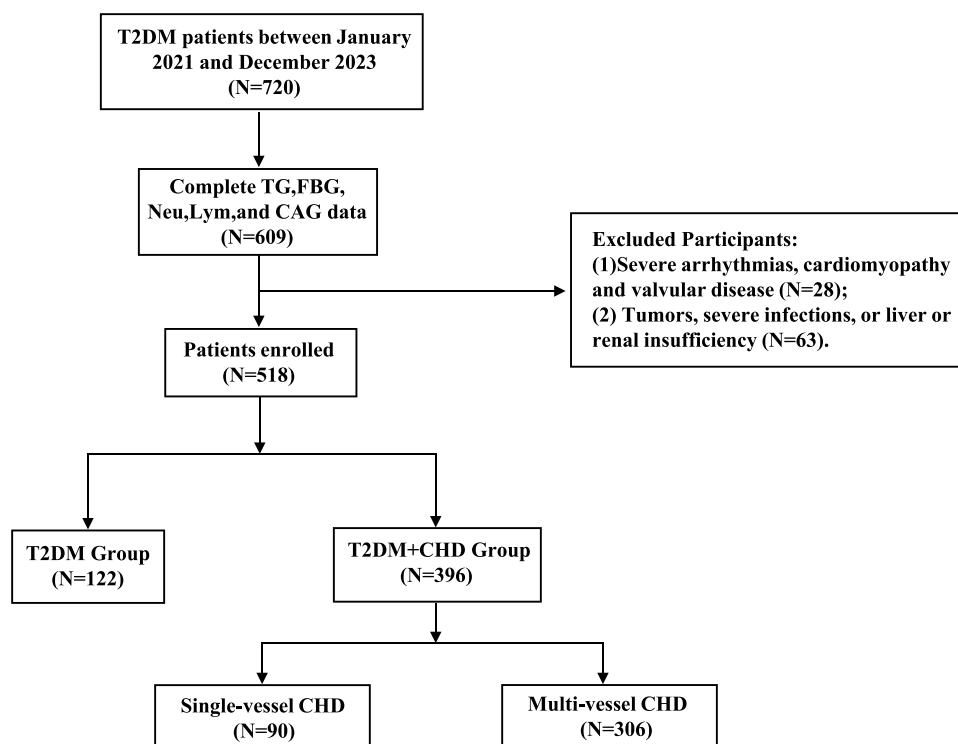 T2DM patients between January
2021 and December 2023
(N=720)
Complete TG,FBG,
Neu,Lym,and CAG data
(N=609)
Excluded Participants:
(1)Severe arrhythmias, cardiomyopathy
and valvular disease (N=28);
(2) Tumors, severe infections, or liver or
renal insufficiency (N=63).
Patients enrolled
(N=518)
T2DM Group
(N=122)
T2DM+CHD Group
(N=396)
Single-vessel CHD
(N=90)
Multi-vessel CHD
(N=306)